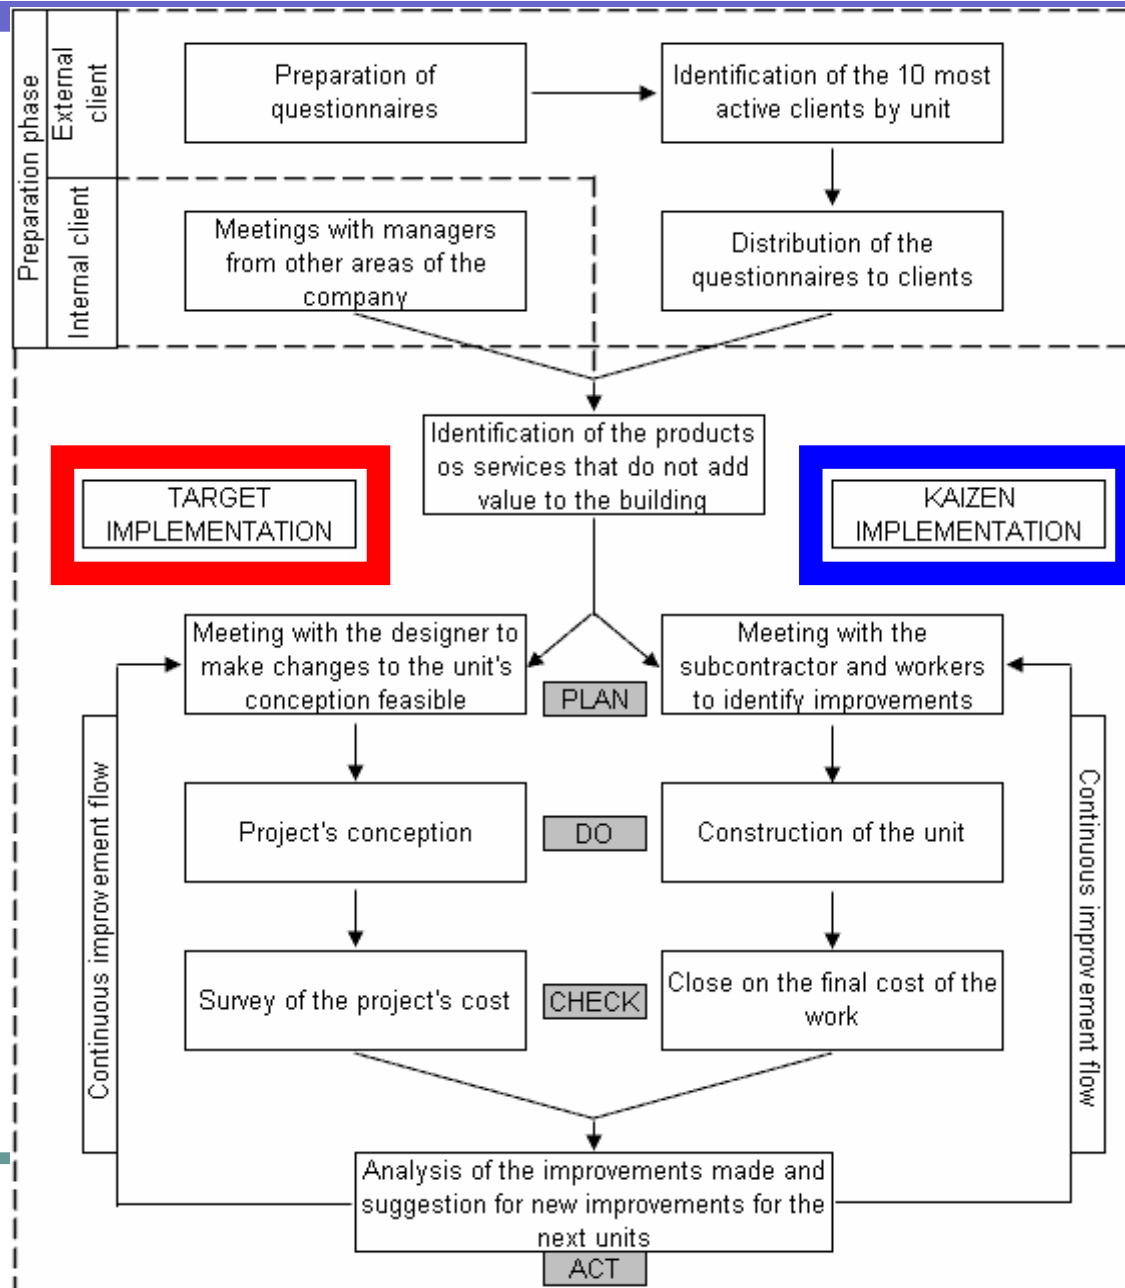 Preparation phase
External
client
Internal client
Preparation of
questionnaires
Identification of the 10 most
active clients by unit
Meetings with managers
from other areas of the
company
Distribution of the
questionnaires to clients
Identification of the products
os services that do not add
value to the building
TARGET
IMPLEMENTATION
KAIZEN
IMPLEMENTATION
Meeting with the designer to
make changes to the unit's
conception feasible
PLAN
Meeting with the
subcontractor and workers
to identify improvements
Continuous improvement flow
Project's conception
DO
Construction of the unit
Continuous improvement flow
Survey of the project's cost
CHECK
Close on the final cost of the
work
Analysis of the improvements made and
suggestion for new improvements for the
next units
ACT